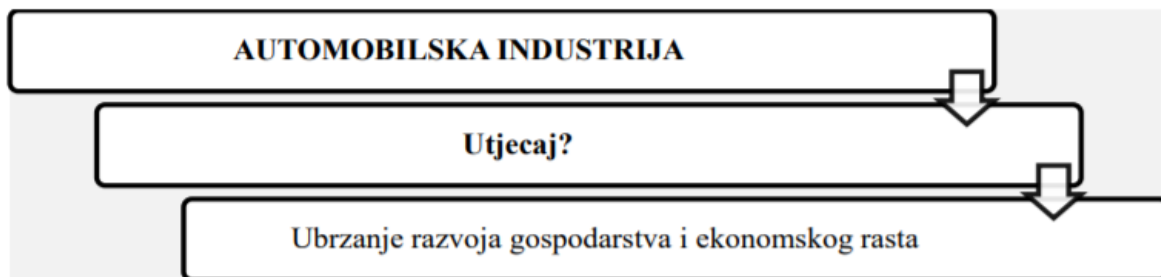 AUTOMOBILSKA INDUSTRIJA
Utjecaj?
Ubrzanje razvoja gospodarstva i ekonomskog rasta